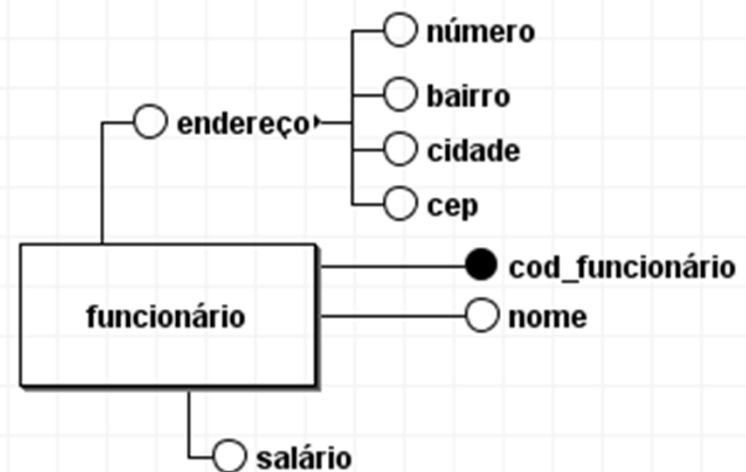 número
bairro
endereço
cidade
cep
cod_funcionário
funcionário
nome
salário